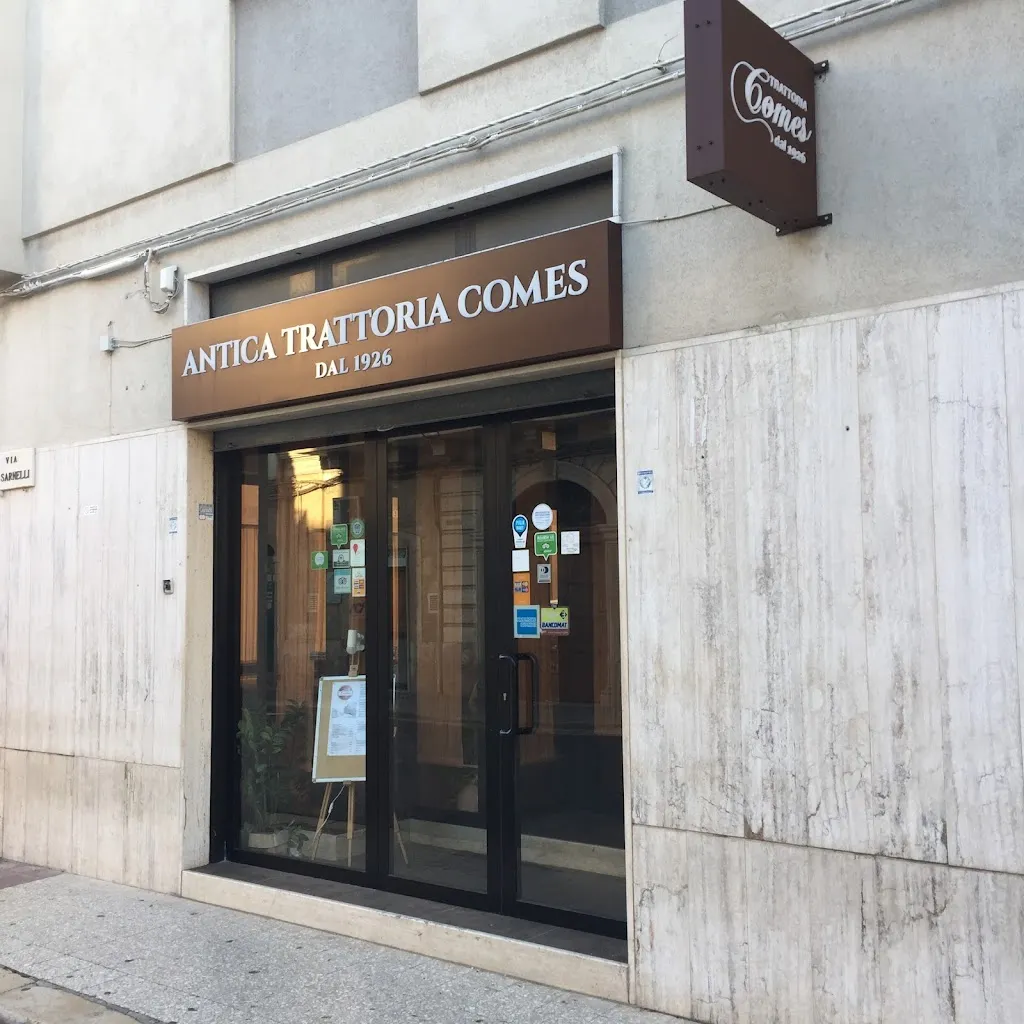 TRATTORIA
Comes
dal 1926
ANTICA TRATTORIA COMES
DAL 1926
VIA
SARNELLI
BANCOMAT